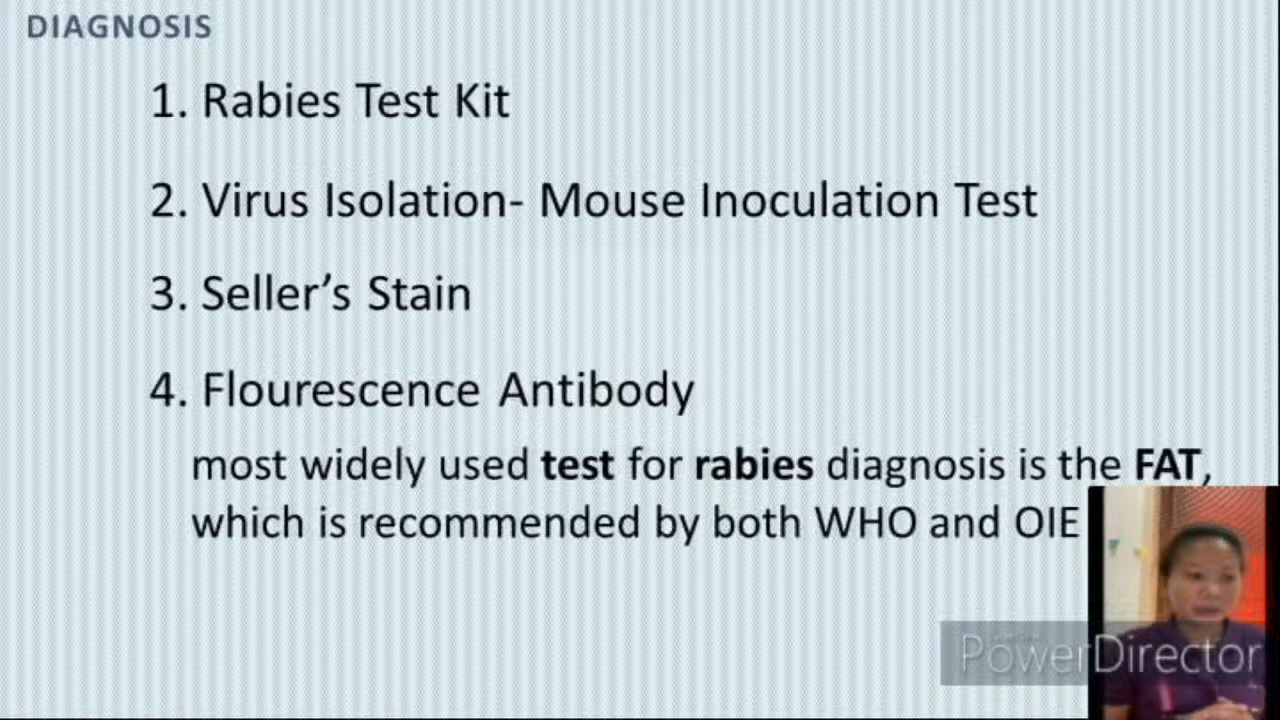 DIAGNOSIS
1. Rabies Test Kit
2. Virus Isolation- Mouse Inoculation Test
3. Seller’s Stain
4. Flourescence Antibody
most widely used test for rabies diagnosis is the FAT,
which is recommended by both WHO and OIE
PowerDirector